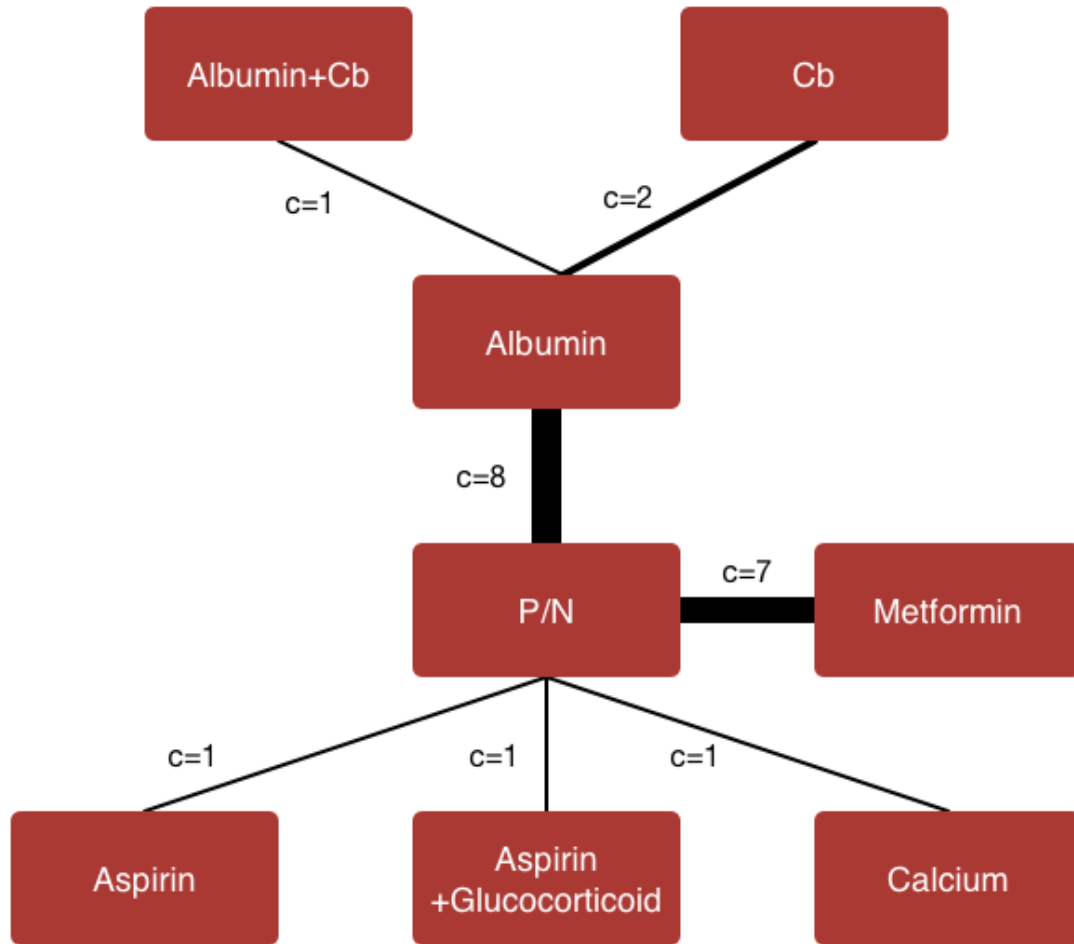 Albumin+Cb
Cb
c=1
c=2
Albumin
c=8
c=7
P/N
Metformin
c=1
c=1
c=1
Aspirin
Aspirin
+Glucocorticoid
Calcium